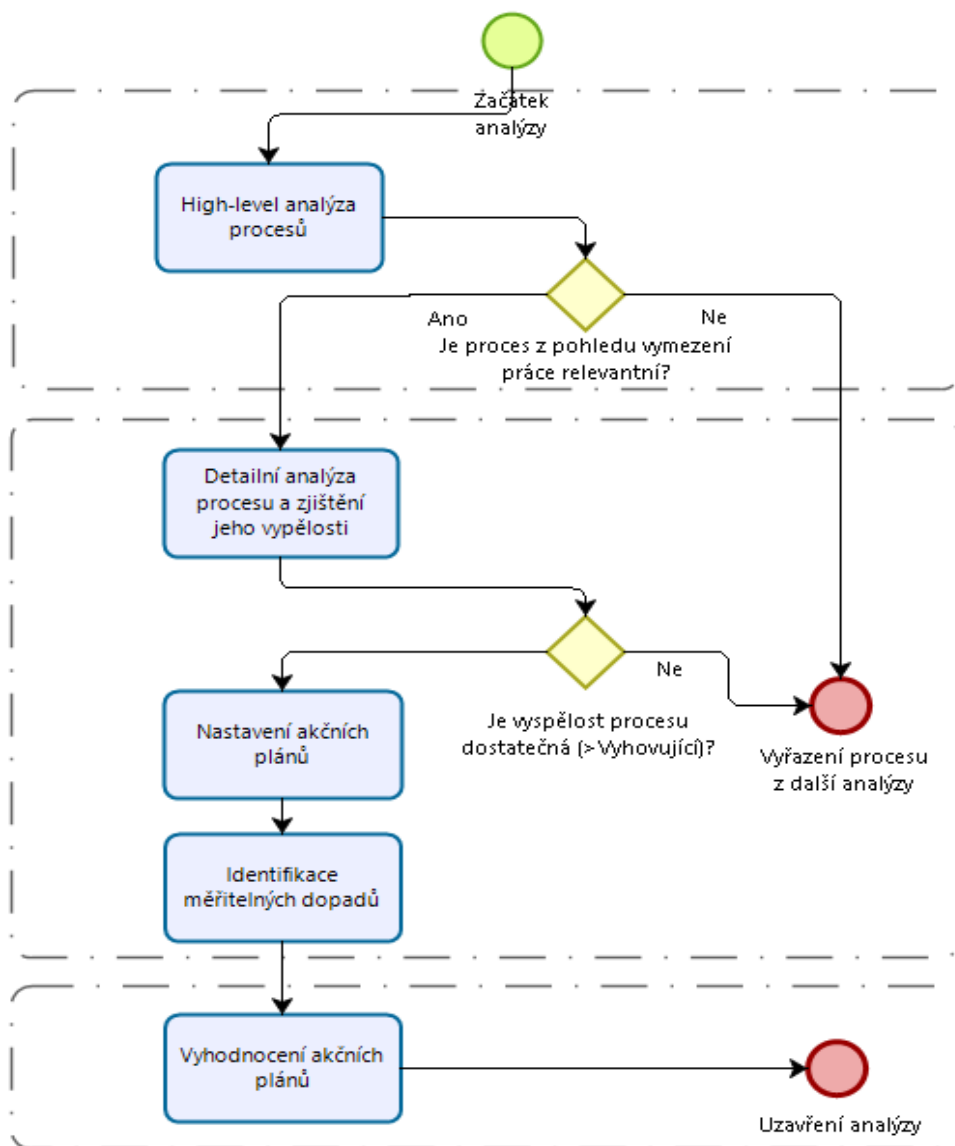 Začátek
analýzy
High-level analýza
procesů
Ano
Ne
Je proces z pohledu vymezení
práce relevantní?
Detailní analýza
procesu a zjištění
jeho vypělosti
Ne
Nastavení akčních
plánů
Je vyspělost procesu
dostatečná (> Vyhovující)?
Vyřazení procesu
z další analýzy
Identifikace
měřitelných dopadů
Vyhodnocení akčních
plánů
Uzavření analýzy